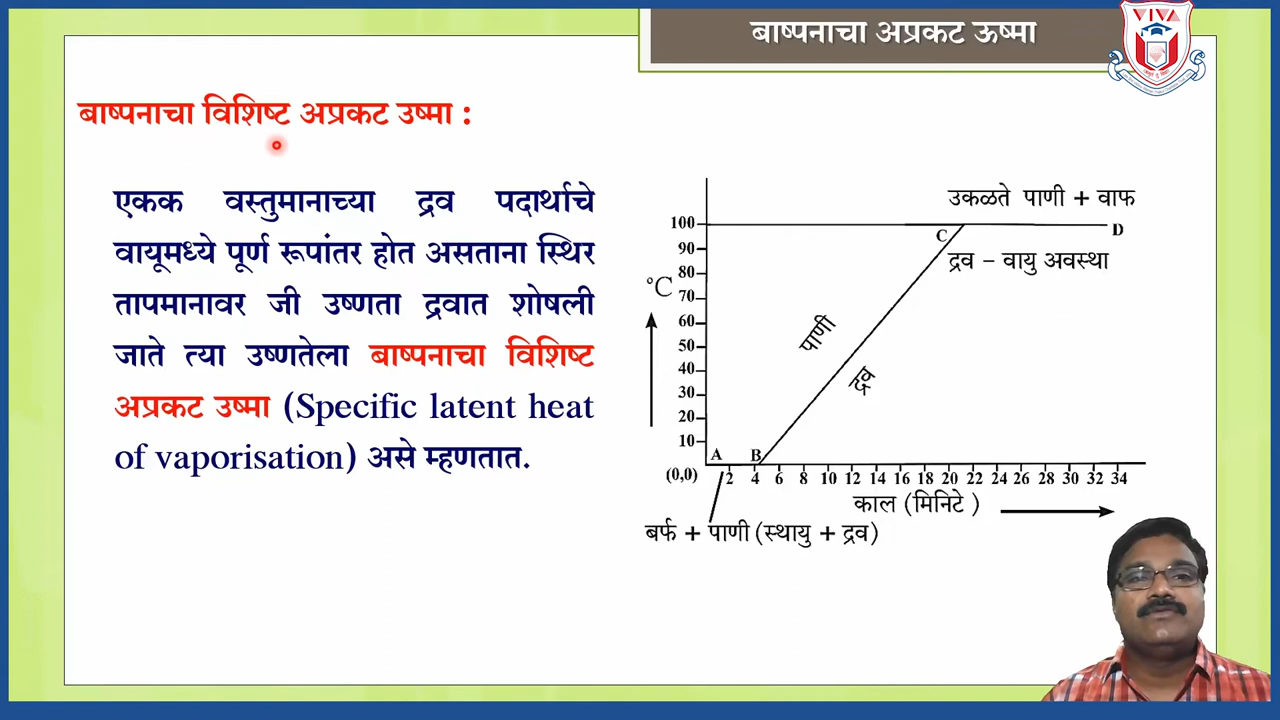 बाष्पनाचा अप्रकट ऊष्मा
VIVA
बाष्पनाचा विशिष्ट अप्रकट उष्मा :
एकक वस्तुमानाच्या द्रव पदार्थाचे
वायूमध्ये पूर्ण रूपांतर होत असताना स्थिर
तापमानावर जी उष्णता द्रवात शोषली
जाते त्या उष्णतेला बाष्पनाचा विशिष्ट
अप्रकट उष्मा (Specific latent heat
of vaporisation) असे म्हणतात.
उकळते पाणी + वाफ
100
C
D
90
द्रव – वायु अवस्था
80
°C
70
60
पाणी
50
40
द्रव
30
20
10
A
B
(0,0)
2 4 6 8 10 12 14 16 18 20 22 24 26 28 30 32 34
काल (मिनिटे )
बर्फ + पाणी (स्थायु + द्रव)